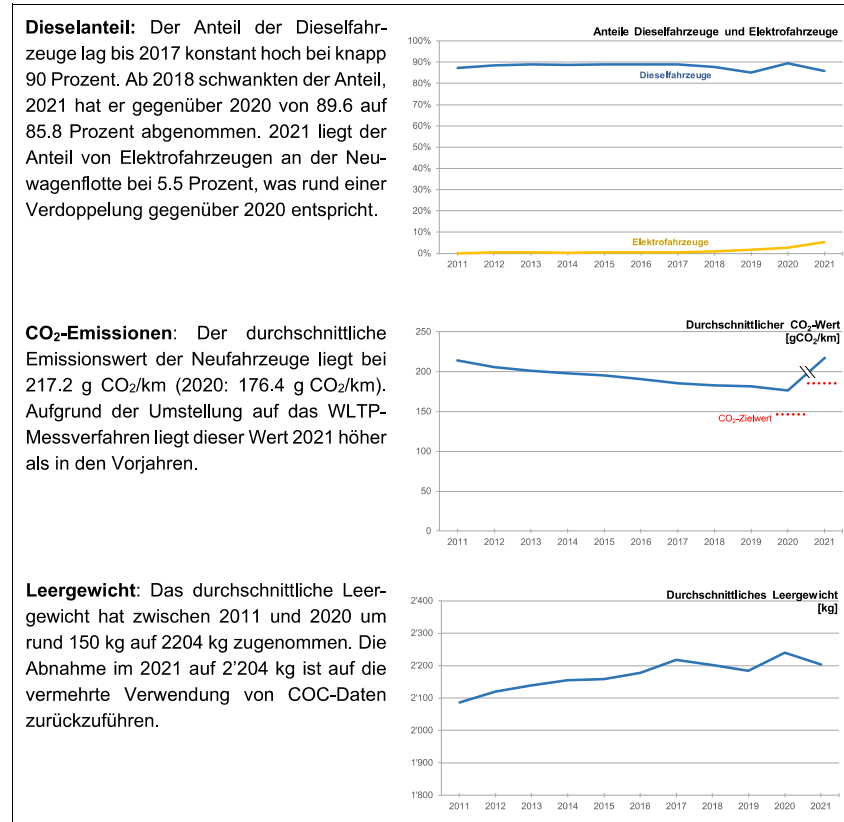 Dieselanteil: Der Anteil der Dieselfahr-
zeuge lag bis 2017 konstant hoch bei knapp
90 Prozent. Ab 2018 schwankten der Anteil,
2021 hat er gegenüber 2020 von 89.6 auf
85.8 Prozent abgenommen. 2021 liegt der
Anteil von Elektrofahrzeugen an der Neu-
wagenflotte bei 5.5 Prozent, was rund einer
Verdoppelung gegenüber 2020 entspricht.
Anteile Dieselfahrzeuge und Elektrofahrzeuge
100%
90%
80%
70%
60%
50%
40%
30%
20%
10%
0%
Dieselfahrzeuge
Elektrofahrzeuge
2011 2012 2013 2014 2015 2016 2017 2018 2019 2020 2021
CO₂-Emissionen: Der durchschnittliche
Emissionswert der Neufahrzeuge liegt bei
217.2 g CO₂/km (2020: 176.4 g CO₂/km).
Aufgrund der Umstellung auf das WLTP-
Messverfahren liegt dieser Wert 2021 höher
als in den Vorjahren.
Durchschnittlicher CO₂-Wert
[gCO₂/km]
250
200
150
100
50
0
CO₂-Zielwert
2011 2012 2013 2014 2015 2016 2017 2018 2019 2020 2021
Leergewicht: Das durchschnittliche Leer-
gewicht hat zwischen 2011 und 2020 um
rund 150 kg auf 2204 kg zugenommen. Die
Abnahme im 2021 auf 2'204 kg ist auf die
vermehrte Verwendung von COC-Daten
zurückzuführen.
Durchschnittliches Leergewicht
[kg]
2'400
2'200
2'100
2'000
1'900
1'800
2011 2012 2013 2014 2015 2016 2017 2018 2019 2020 2021